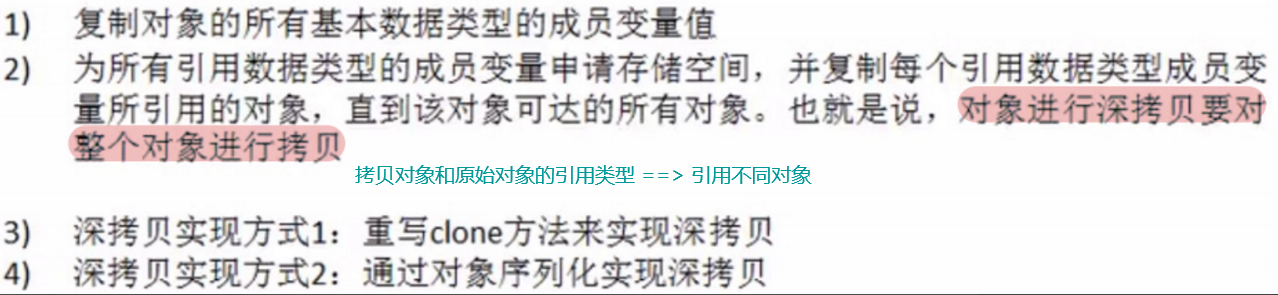 1) 复制对象的所有基本数据类型的成员变量值
2) 为所有引用数据类型的成员变量申请存储空间，并复制每个引用数据类型成员变
量所引用的对象，直到该对象可达的所有对象。也就是说，对象进行深拷贝要对
整个对象进行拷贝
拷贝对象和原始对象的引用类型 ==> 引用不同对象
3) 深拷贝实现方式1：重写clone方法来实现深拷贝
4) 深拷贝实现方式2：通过对象序列化实现深拷贝